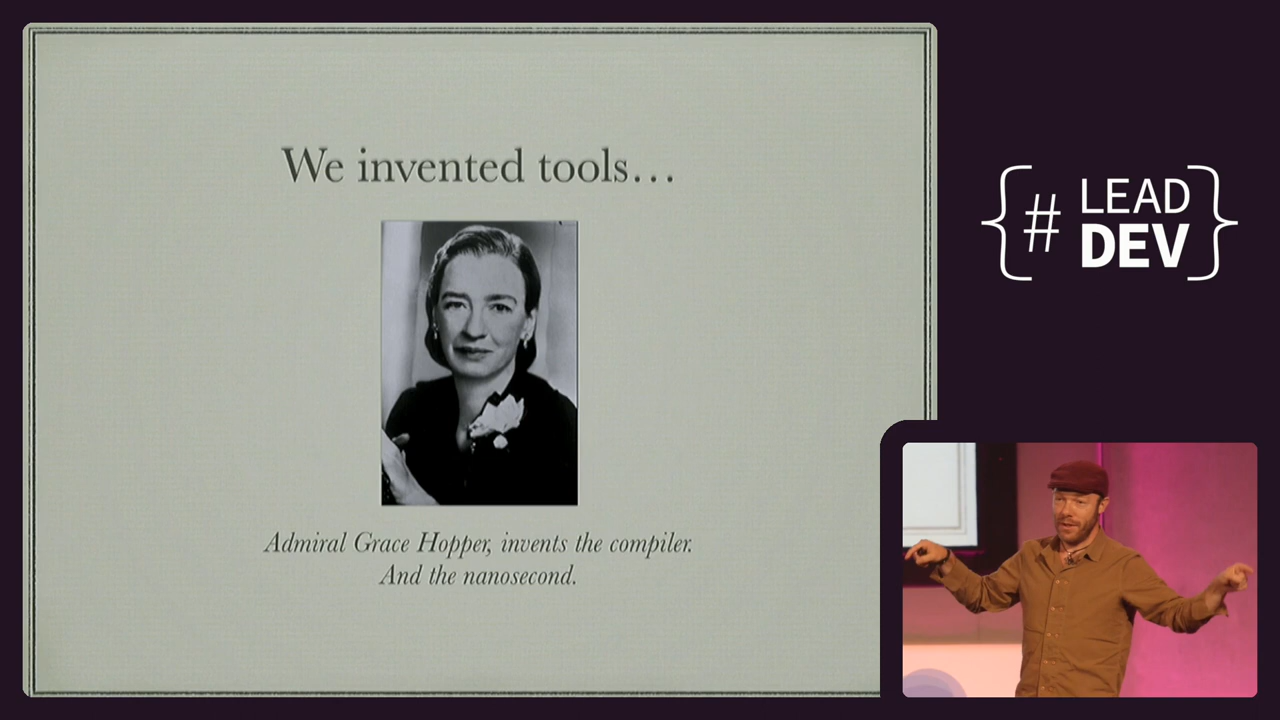 We invented tools...
Admiral Grace Hopper, invents the compiler.
And the nanosecond.
{# LEAD
DEV}